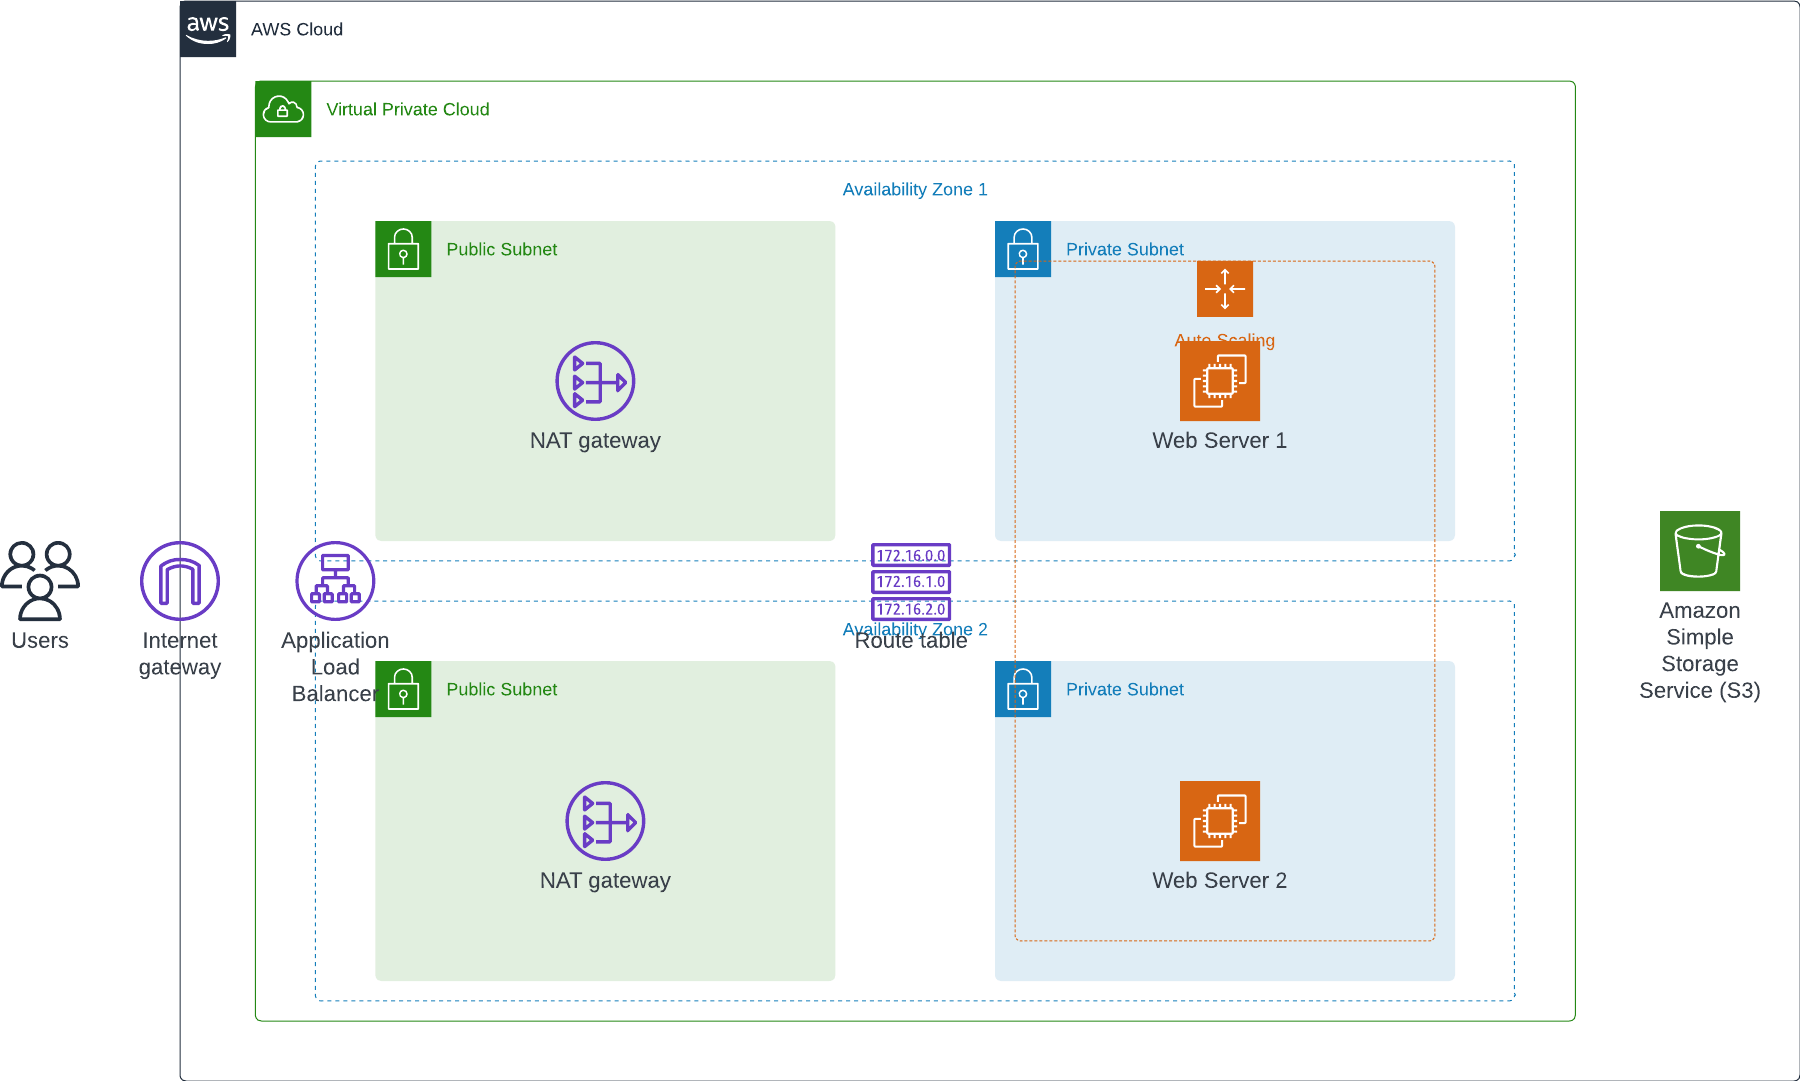 aws
AWS Cloud
Virtual Private Cloud
Availability Zone 1
Public Subnet
Private Subnet
Auto Scaling
NAT gateway
Web Server 1
172.16.0.0
172.16.1.0
172.16.2.0
Route table
Availability Zone 2
Users
Internet
gateway
Application
Load
Balancer
Amazon
Simple
Storage
Service (S3)
Public Subnet
Private Subnet
NAT gateway
Web Server 2